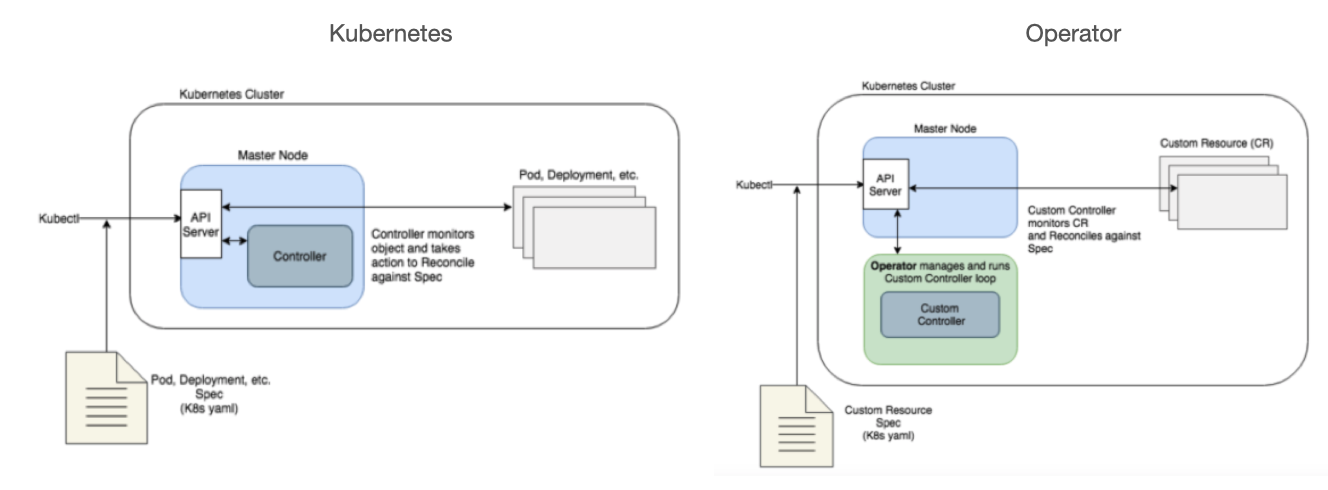 Kubernetes
Kubernetes Cluster
Master Node
Pod, Deployment, etc.
Kubectl
API
Server
Controller
Controller monitors
object and takes
action to Reconcile
against Spec
Pod, Deployment, etc.
Spec
(K8s yaml)
Operator
Kubernetes Cluster
Master Node
Custom Resource (CR)
Kubectl
API
Server
Custom Controller
monitors CR
and Reconciles against
Spec
Operator manages and runs
Custom Controller loop
Custom
Controller
Custom Resource
Spec
(K8s yaml)